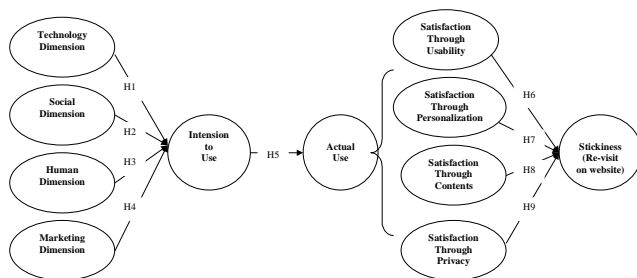 Technology
Dimension
Social
Dimension
Human
Dimension
Marketing
Dimension
H1
H2
H3
H4
Intension
to
Use
H5
Actual
Use
Satisfaction
Through
Usability
Satisfaction
Through
Personalization
Satisfaction
Through
Contents
Satisfaction
Through
Privacy
H6
H7
H8
H9
Stickiness
(Re-visit
on website)